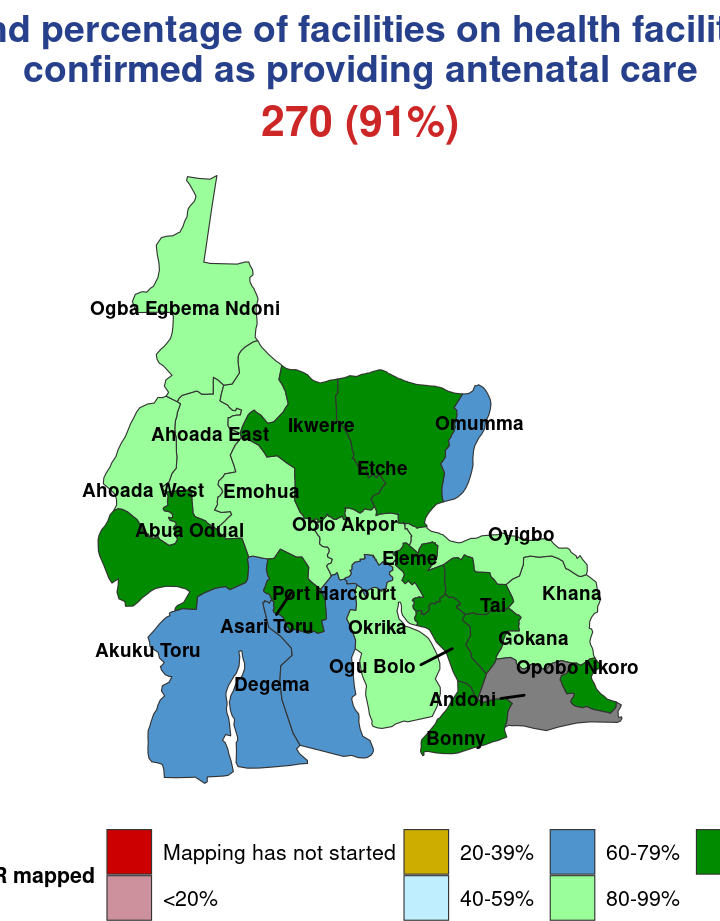 percentage of facilities on health
confirmed as providing antenatal care
270 (91%)
Ogba Egbema Ndoni
Ikwerre
Omumma
Ahoada East
Etche
Ahoada West
Emohua
Obio Akpor
Abua Odual
Oyigbo
Eleme
Port Harcourt
Khana
Tai
Asari Toru
Okrika
Gokana
Akuku Toru
Ogu Bolo
Opobo Nkoro
Degema
Andoni
Bonny
mapped
Mapping has not started
20-39%
60-79%
<20%
40-59%
80-99%